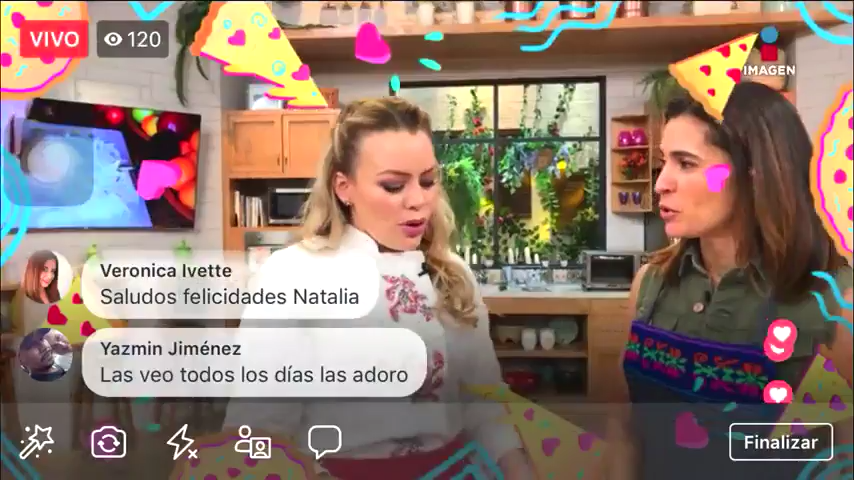 VIVO
120
IMAGEN
Veronica Ivette
Saludos felicidades Natalia
Yazmin Jiménez
Las veo todos los días las adoro
Finalizar